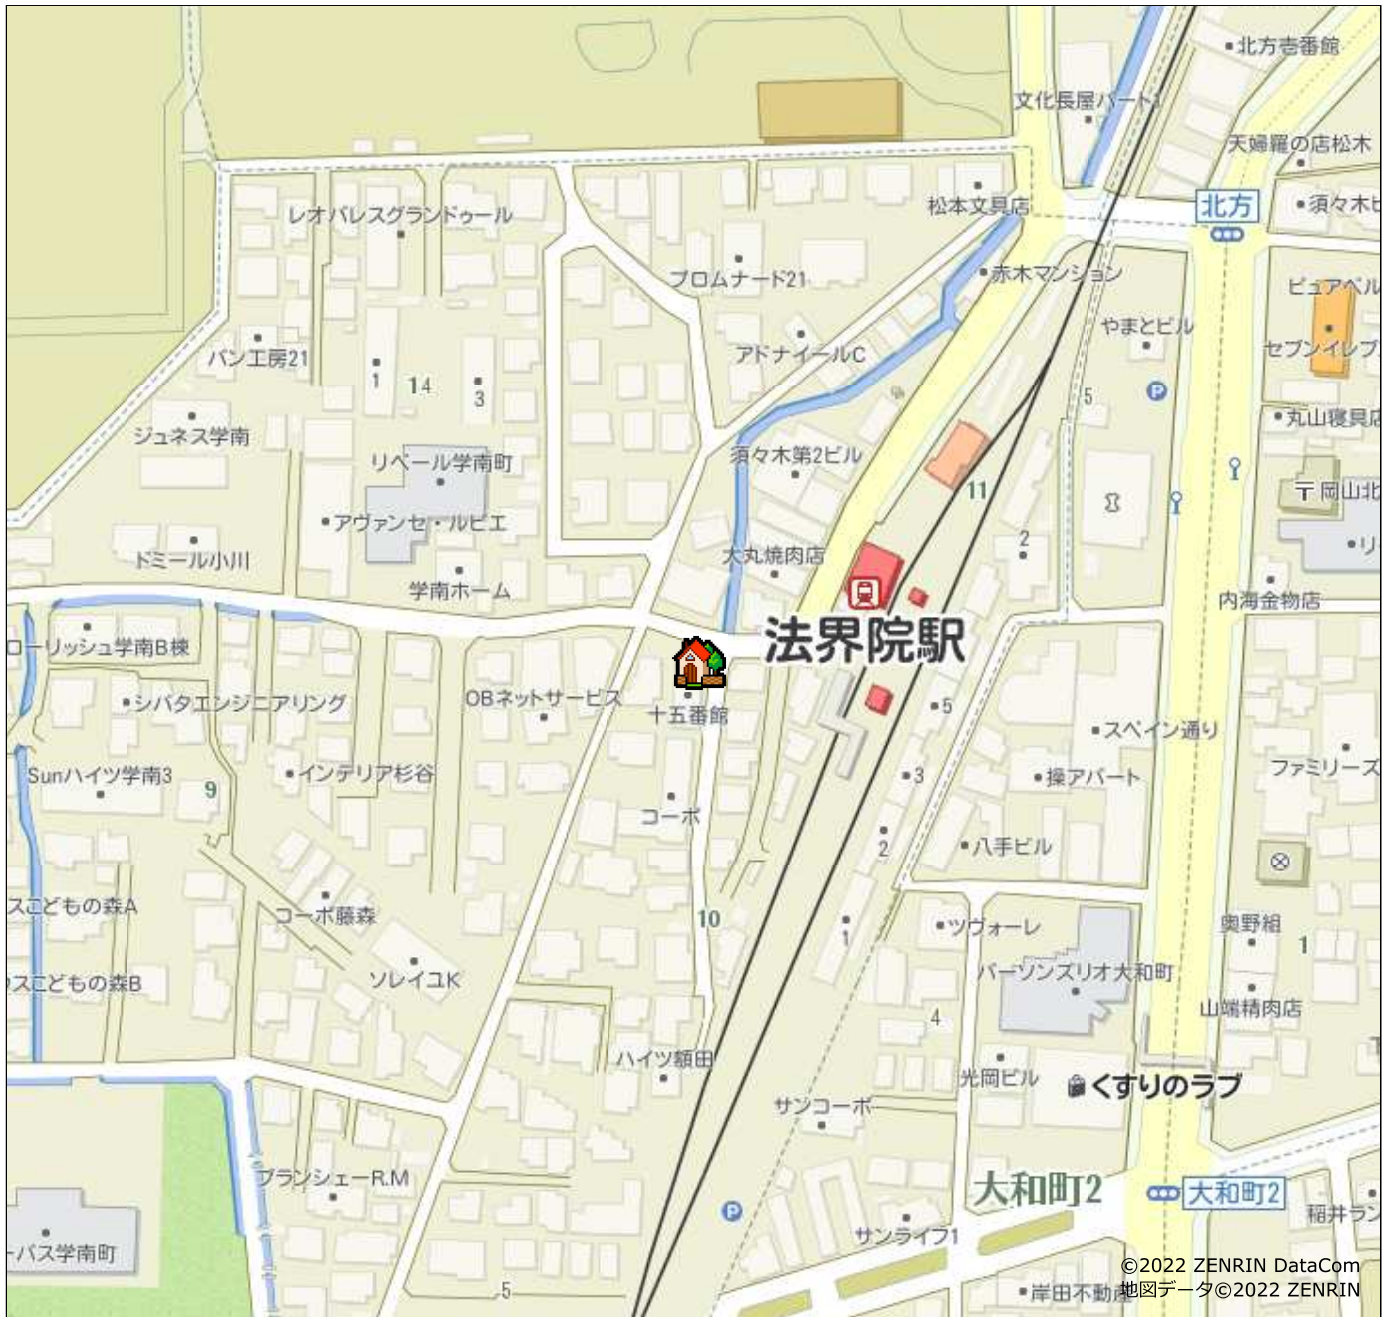 北方壱番館
文化長屋パート1
天婦羅の店松木
松本文具店
北方
須々木ビ
レオパレスグランドゥール
プロムナード21
赤木マンション
ピュアベル
やまとビル
アドナイールC
セブンイレブ
パン工房21
1
14
3
5
P
丸山寝具店
ジュネス学南
リベール学南町
須々木第2ビル
11
〒岡山北
アヴァンセ・ルピエ
2
リ
ドミール小川
大丸焼肉店
学南ホーム
内海金物店
法界院駅
ローリッシュ学南B棟
シバタエンジニアリング
OBネットサービス
十五番館
5
スペイン通り
Sunハイツ学南3
インテリア杉谷
3
操アパート
ファミリーズ
9
コーポ
2
八手ビル
スこどもの森A
コーポ藤森
10
1
ツヴォーレ
奥野組
1
スこどもの森B
ソレイユK
パーソンズリオ大和町
山端精肉店
4
ハイツ額田
光岡ビル
くすりのラブ
サンコーポ
ブランシェーR.M
大和町2
大和町2
P
稲井ラン
サンライフ1
ーパス学南町
5
岸田不動産
©2022 ZENRIN DataCom
地図データ©2022 ZENRIN